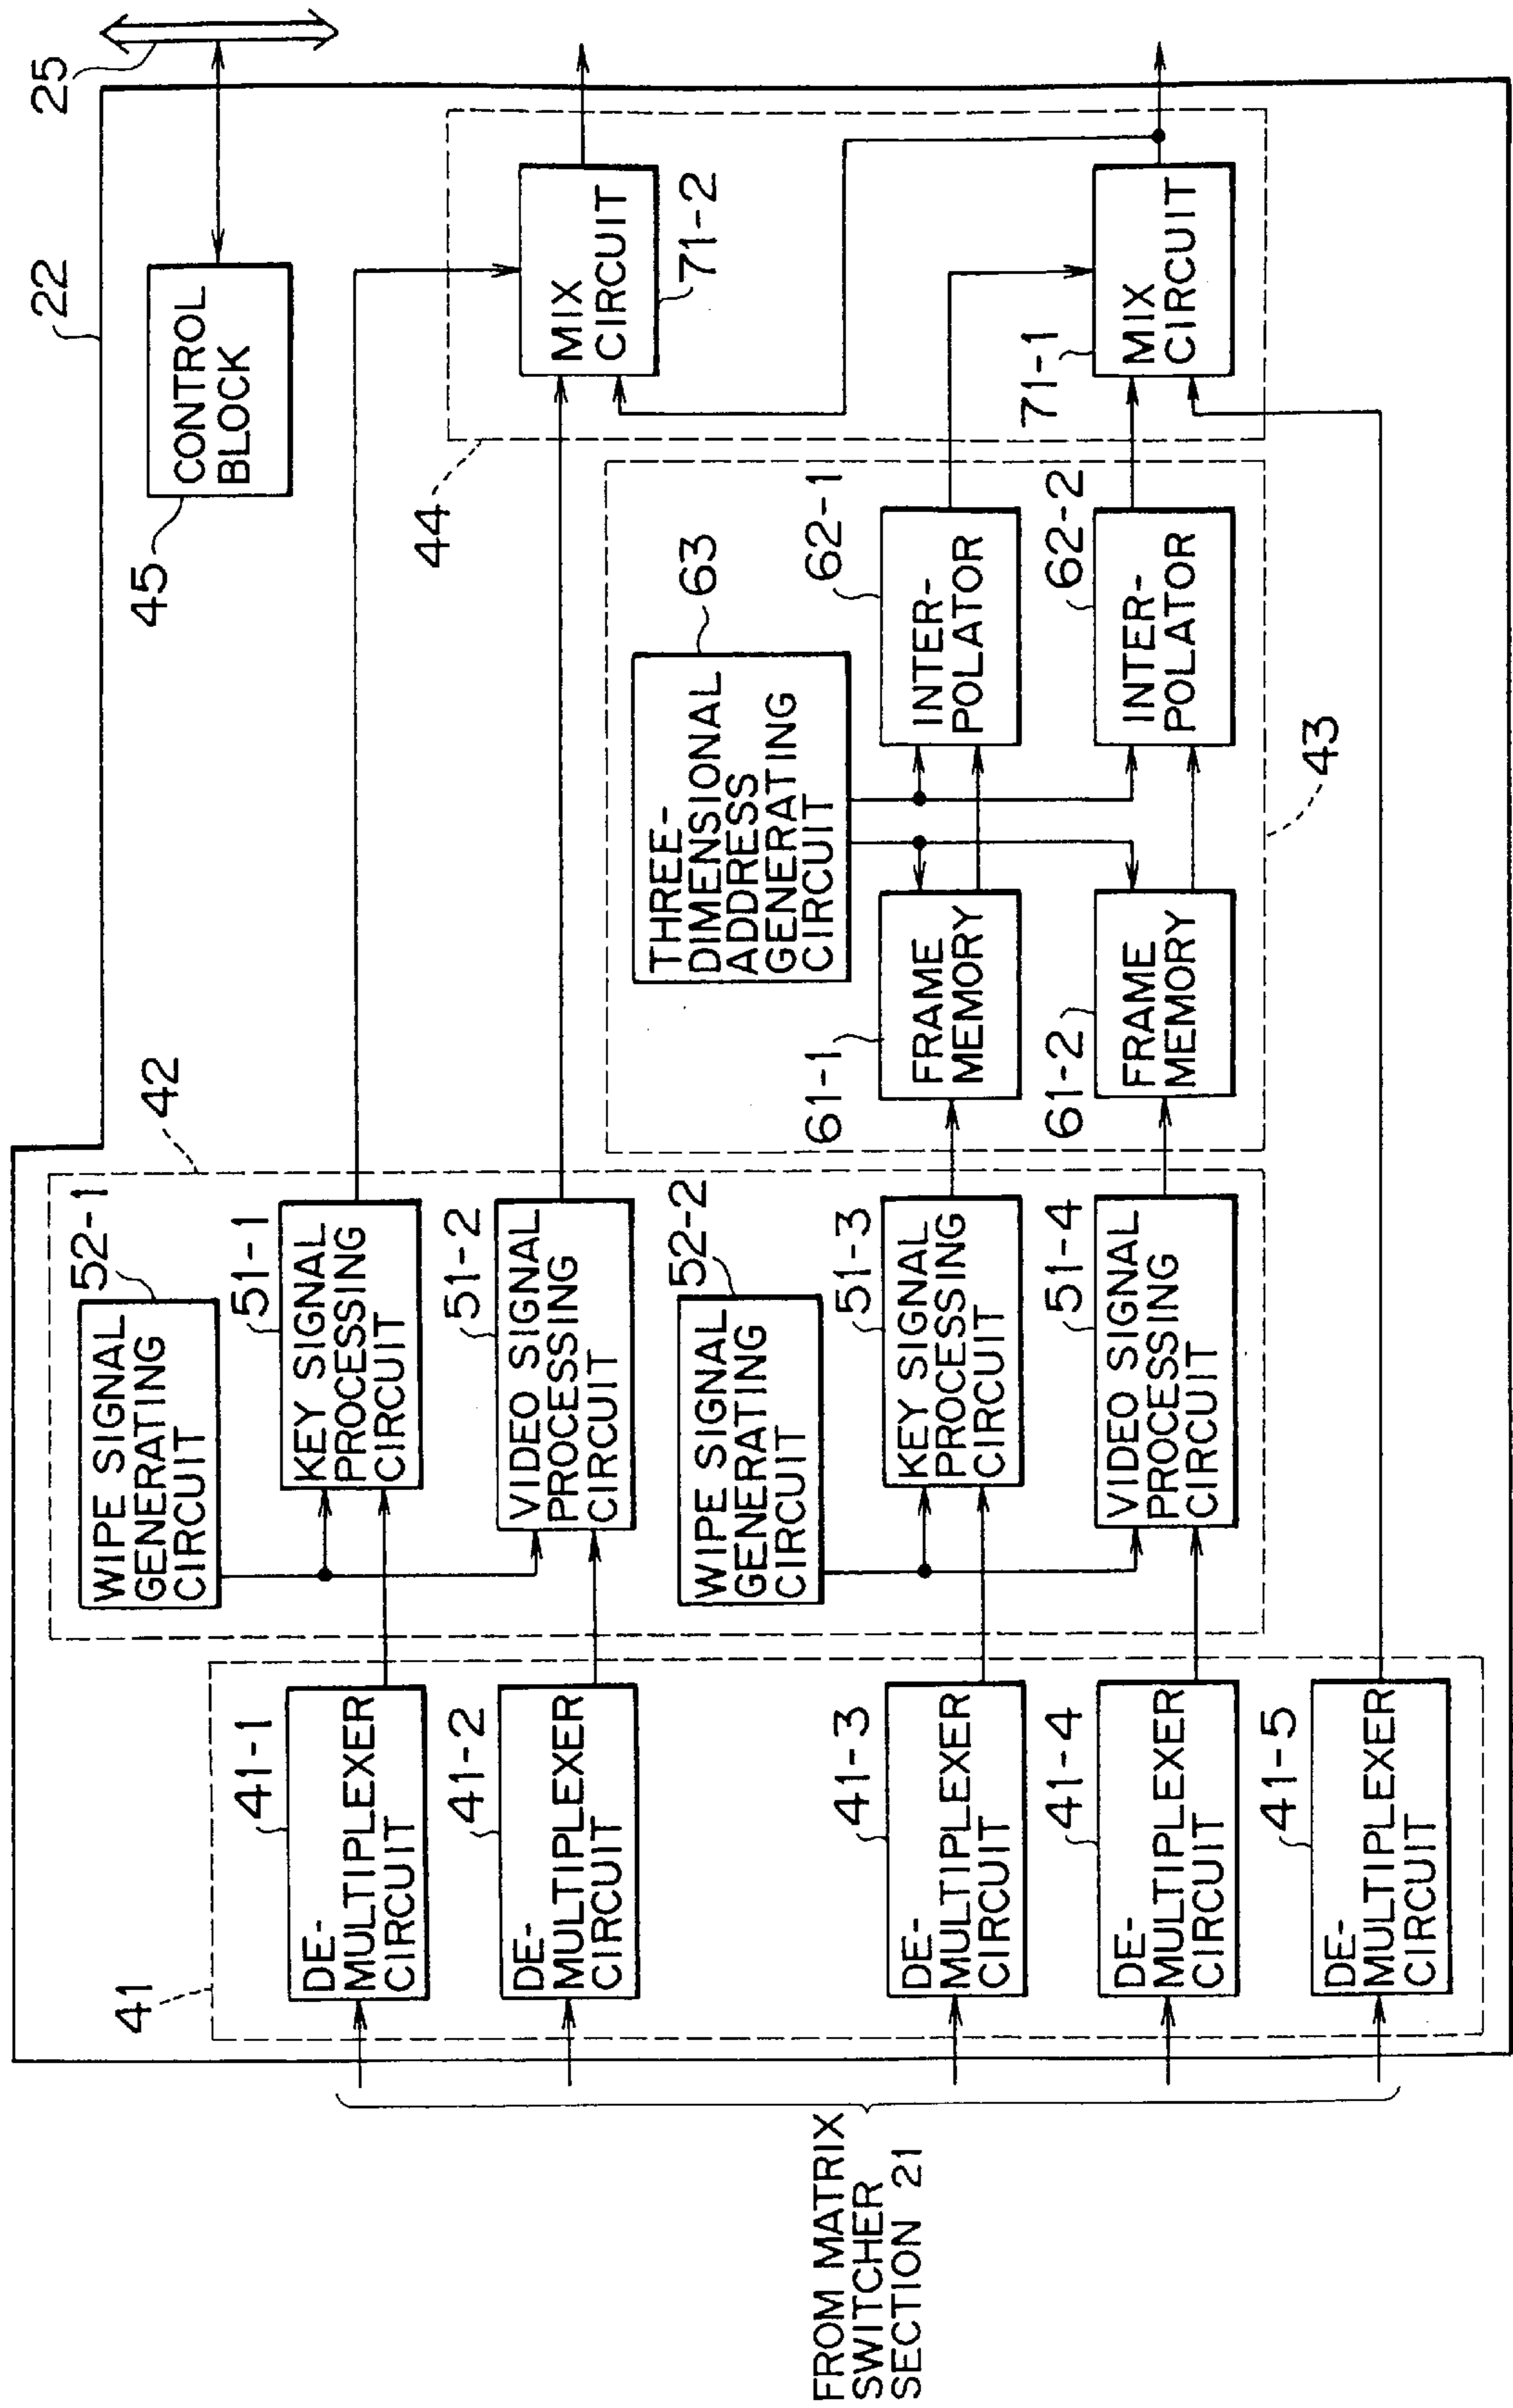 FROM MATRIX
SWITCHER
SECTION 21
41
41-1
DE-
MULTIPLEXER
CIRCUIT
41-2
DE-
MULTIPLEXER
CIRCUIT
41-3
DE-
MULTIPLEXER
CIRCUIT
41-4
DE-
MULTIPLEXER
CIRCUIT
41-5
DE-
MULTIPLEXER
CIRCUIT
42
52-1
WIPE SIGNAL
GENERATING
CIRCUIT
51-1
KEY SIGNAL
PROCESSING
CIRCUIT
51-2
VIDEO SIGNAL
PROCESSING
CIRCUIT
52-2
WIPE SIGNAL
GENERATING
CIRCUIT
51-3
KEY SIGNAL
PROCESSING
CIRCUIT
51-4
VIDEO SIGNAL
PROCESSING
CIRCUIT
43
63
THREE-
DIMENSIONAL
ADDRESS
GENERATING
CIRCUIT
61-1
FRAME
MEMORY
62-1
INTER-
POLATOR
61-2
FRAME
MEMORY
62-2
INTER-
POLATOR
22
25
45
CONTROL
BLOCK
44
MIX
CIRCUIT
71-2
71-1
MIX
CIRCUIT